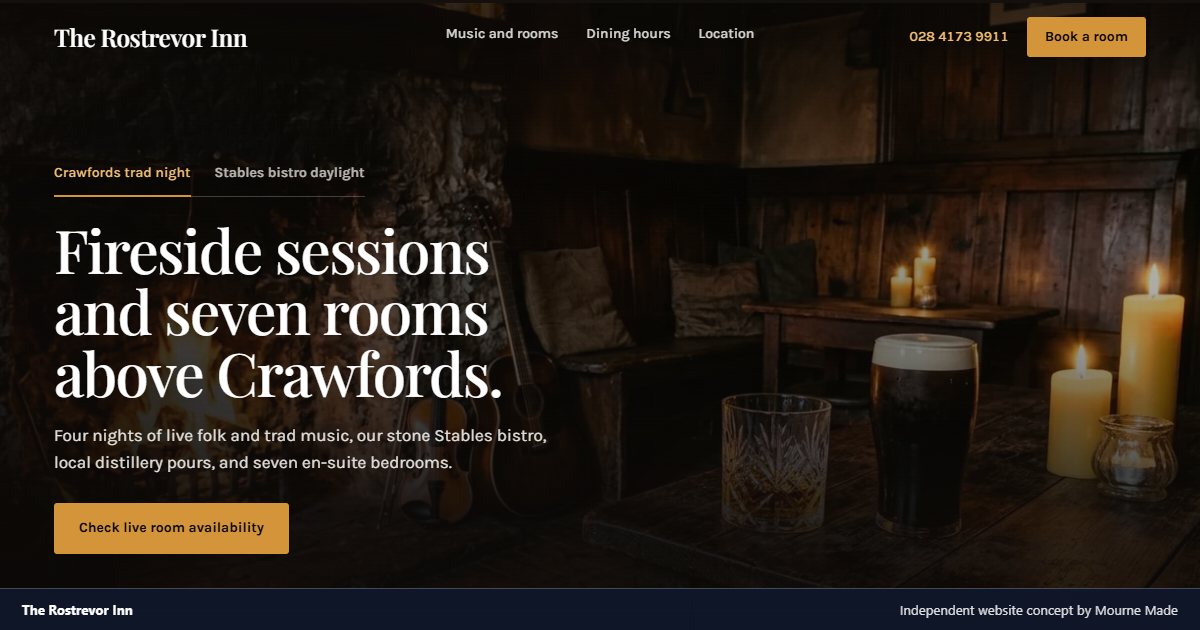 The Rostrevor Inn
Music and rooms
Dining hours
Location
028 4173 9911
Book a room
Crawfords trad night
Stables bistro daylight
Fireside sessions
and seven rooms
above Crawfords.
Four nights of live folk and trad music, our stone Stables bistro,
local distillery pours, and seven en-suite bedrooms.
Check live room availability
The Rostrevor Inn
Independent website concept by Mourne Made